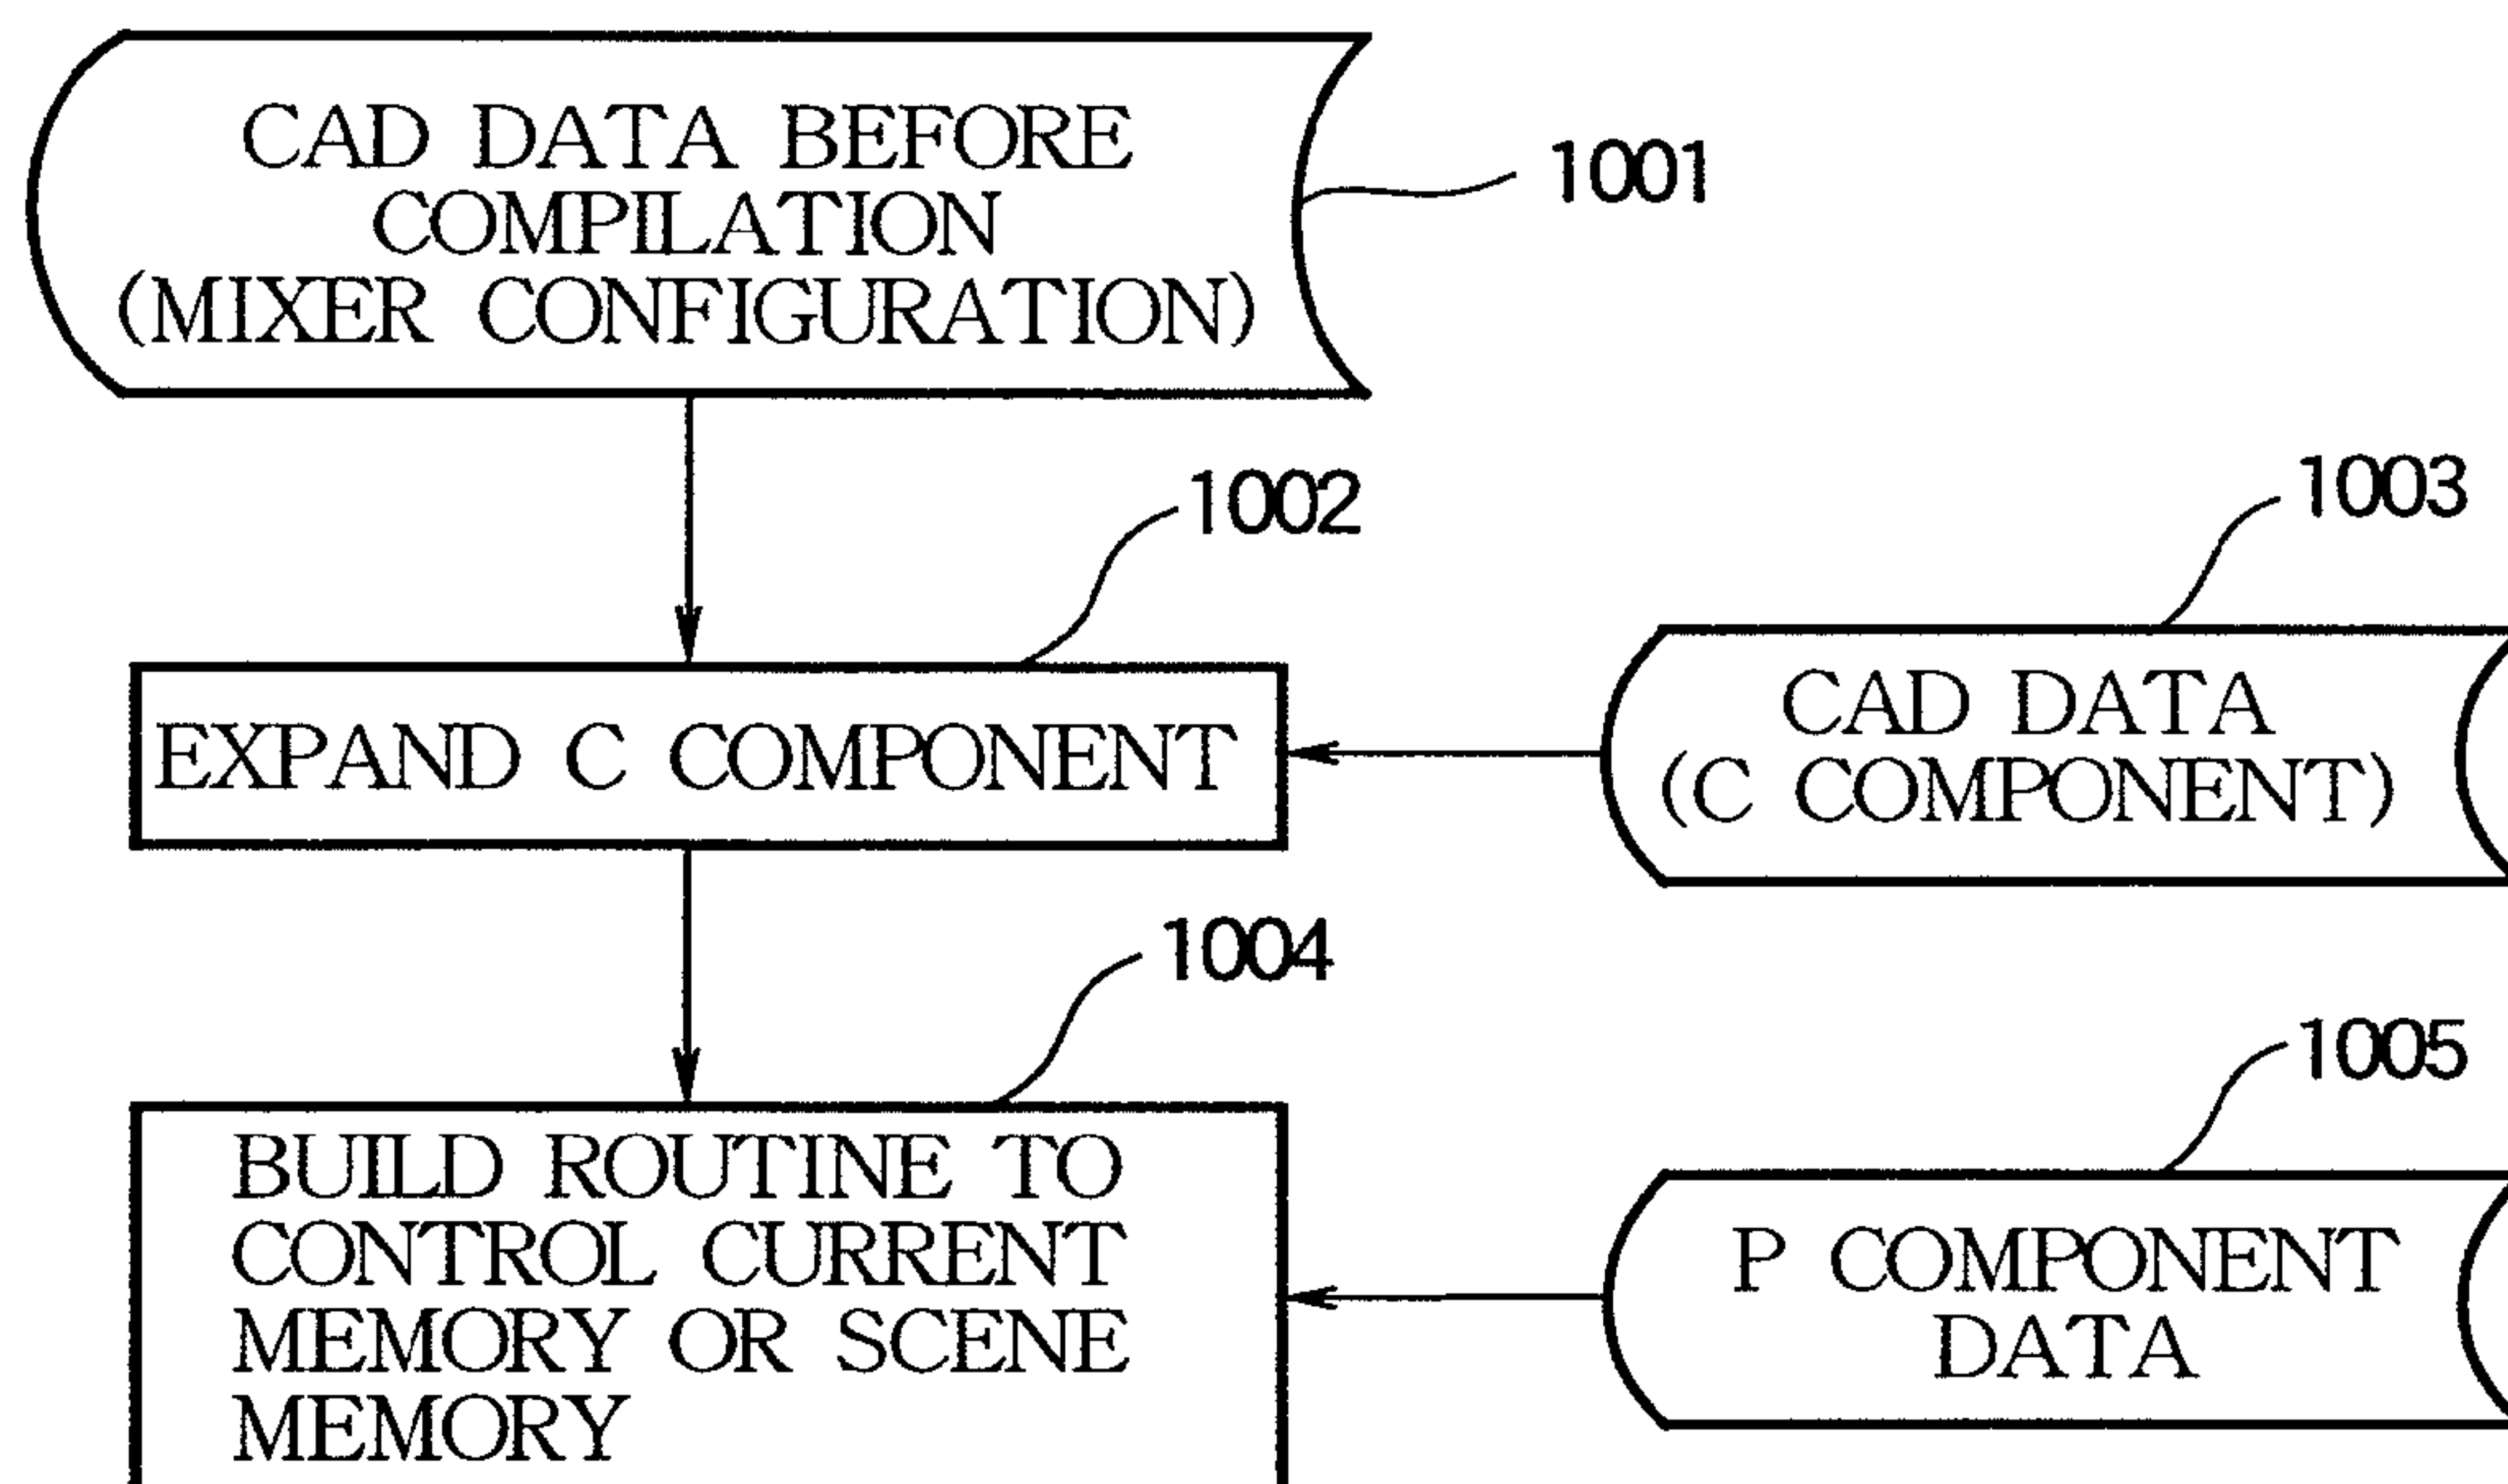 CAD DATA BEFORE
COMPILATION
(MIXER CONFIGURATION)
1001
1002
EXPAND C COMPONENT
1003
CAD DATA
(C COMPONENT)
1004
BUILD ROUTINE TO
CONTROL CURRENT
MEMORY OR SCENE
MEMORY
1005
P COMPONENT
DATA